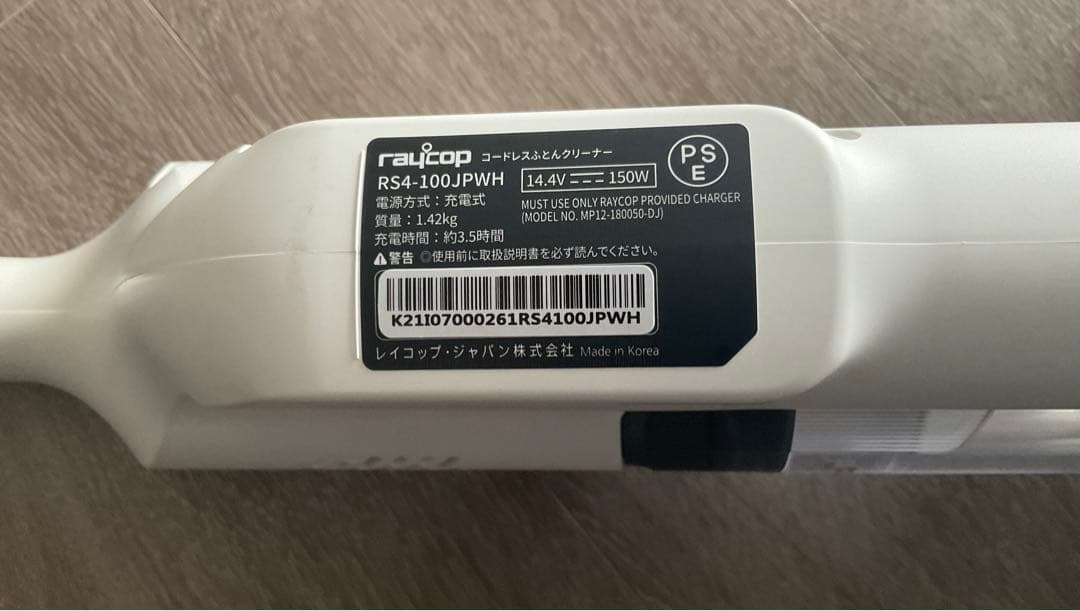 raycop コードレスふとんクリーナー
RS4-100JPWH 14.4V 150W
PSE
電源方式：充電式
MUST USE ONLY RAYCOP PROVIDED CHARGER
(MODEL NO. MP12-180050-DJ)
質量：1.42kg
充電時間：約3.5時間
警告 ◎使用前に取扱説明書を必ず読んでください。
K21I07000261RS4100JPWH
レイコップ・ジャパン株式会社 Made in Korea